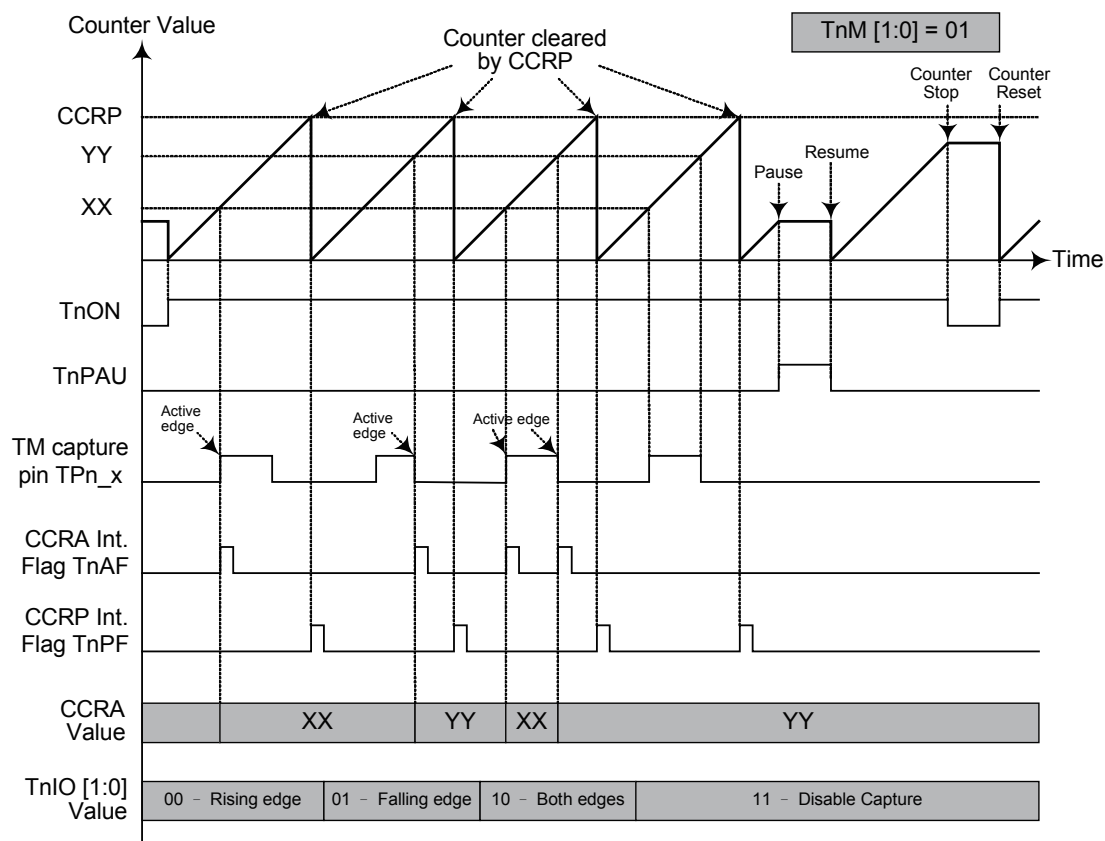 Counter Value
TnM [1:0] = 01
Counter cleared
by CCRP
Counter
Stop
Counter
Reset
CCRP
YY
Pause
Resume
XX
Time
TnON
TnPAU
Active
edge
Active
edge
Active edge
TM capture
pin TPn_x
CCRA Int.
Flag TnAF
CCRP Int.
Flag TnPF
CCRA
Value
XX
YY
XX
YY
TnIO [1:0]
Value
00 – Rising edge
01 – Falling edge
10 – Both edges
11 – Disable Capture